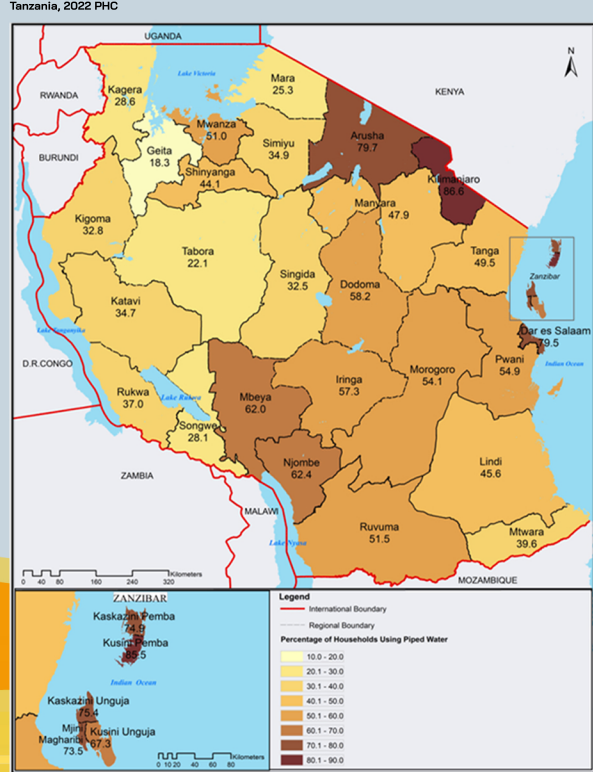 Tanzania, 2022 PHC
UGANDA
N
Lake Victoria
KENYA
RWANDA
BURUNDI
Kagera
28.6
Mara
25.3
Mwanza
51.0
Arusha
79.7
Geita
18.3
Simiyu
34.9
Shinyanga
44.1
Kilimanjaro
86.6
Manyara
47.9
Kigoma
32.8
Tabora
22.1
Singida
32.5
Tanga
49.5
Dodoma
58.2
Zanzibar
Katavi
34.7
Lake Tanganyika
D.R.CONGO
Dar es Salaam
79.5
Pwani
54.9
Indian Ocean
Morogoro
54.1
Iringa
57.3
Rukwa
37.0
Lake Rukwa
Mbeya
62.0
Songwe
28.1
Njombe
62.4
Lindi
45.6
ZAMBIA
MALAWI
Lake Nyasa
Ruvuma
51.5
Mtwara
39.6
MOZAMBIQUE
Kilometers
0 40 80 160 240 320
ZANZIBAR
Kaskazini Pemba
74.9
Kusini Pemba
85.5
Indian Ocean
Kaskazini Unguja
75.4
Mjini
Magharibi
73.5
Kusini Unguja
67.3
Kilometers
0 10 20 40 60 80
Legend
International Boundary
Regional Boundary
Percentage of Households Using Piped Water
10.0 - 20.0
20.1 - 30.0
30.1 - 40.0
40.1 - 50.0
50.1 - 60.0
60.1 - 70.0
70.1 - 80.0
80.1 - 90.0